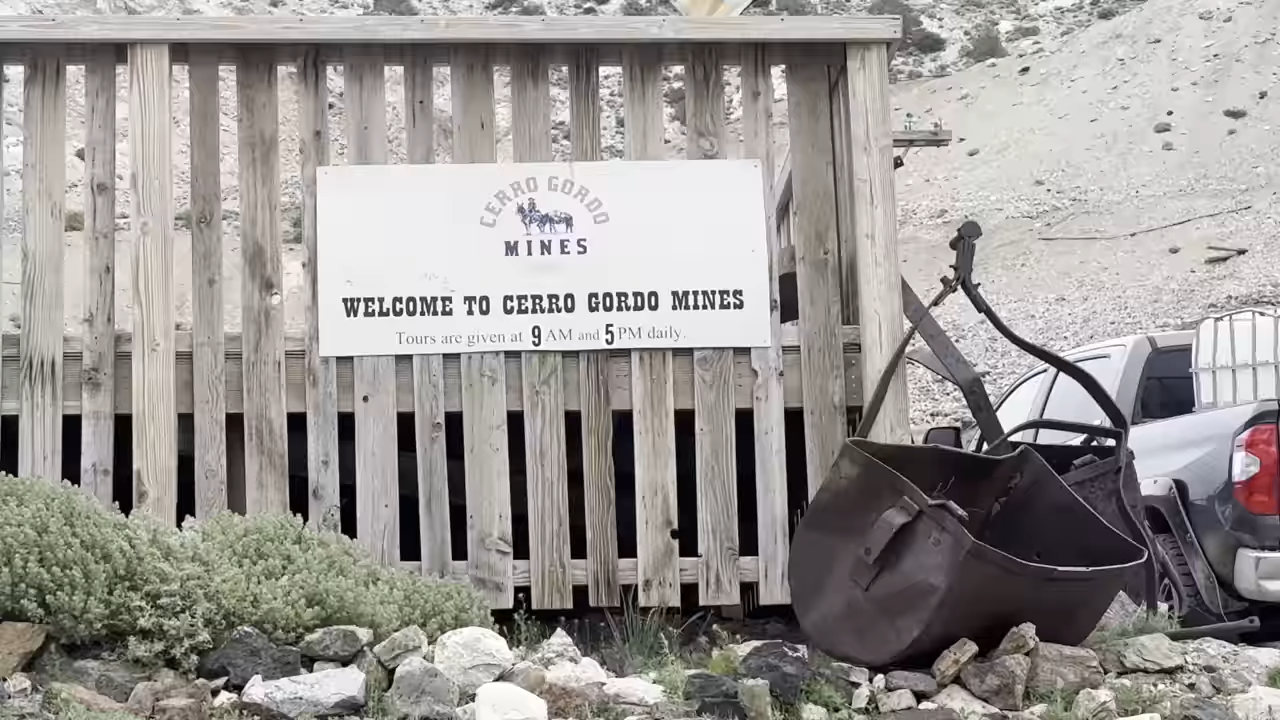 CERRO GORDO
MINES
WELCOME TO CERRO GORDO MINES
Tours are given at 9 AM and 5 PM daily.